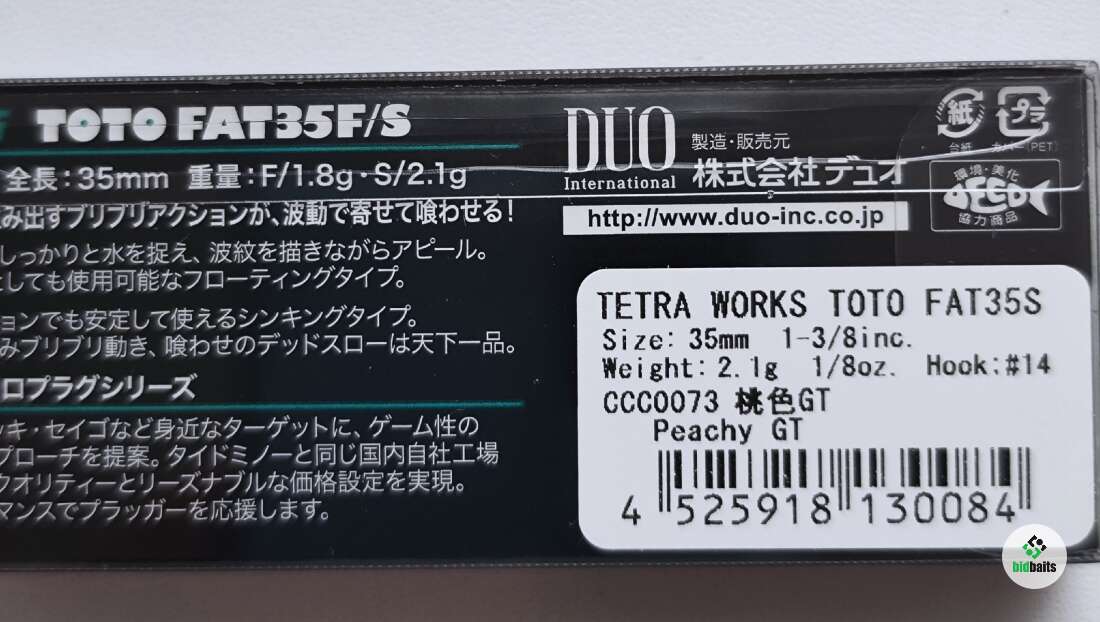 TOTO FAT35F/S
全長：35mm 重量：F/1.8g・S/2.1g
み出すブリブリアクションが、波動で寄せて喰わせる！
しっかりと水を捉え、波紋を描きながらアピール。
としても使用可能なフローティングタイプ。
ョンでも安定して使えるシンキングタイプ。
みブリブリ動き、喰わせのデッドスローは天下一品。
ロプラグシリーズ
ッキ・セイゴなど身近なターゲットに、ゲーム性の
プローチを提案。タイドミノーと同じ国内自社工場
クオリティーとリーズナブルな価格設定を実現。
マンスでプラッガーを応援します。
DUO
International
製造・販売元
株式会社デュオ
http://www.duo-inc.co.jp
紙
プラ
台紙 カバー(PET)
環境・美化
FEED
協力商品
TETRA WORKS TOTO FAT35S
Size: 35mm 1-3/8inc.
Weight: 2.1g 1/8oz. Hook:#14
CCC0073 桃色GT
Peachy GT
4 525918 130084
bidbaits